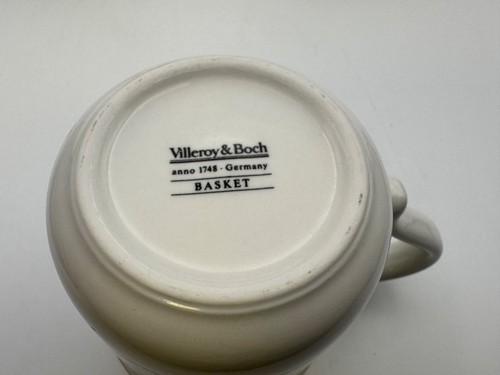 Villeroy & Boch
anno 1748 - Germany
BASKET